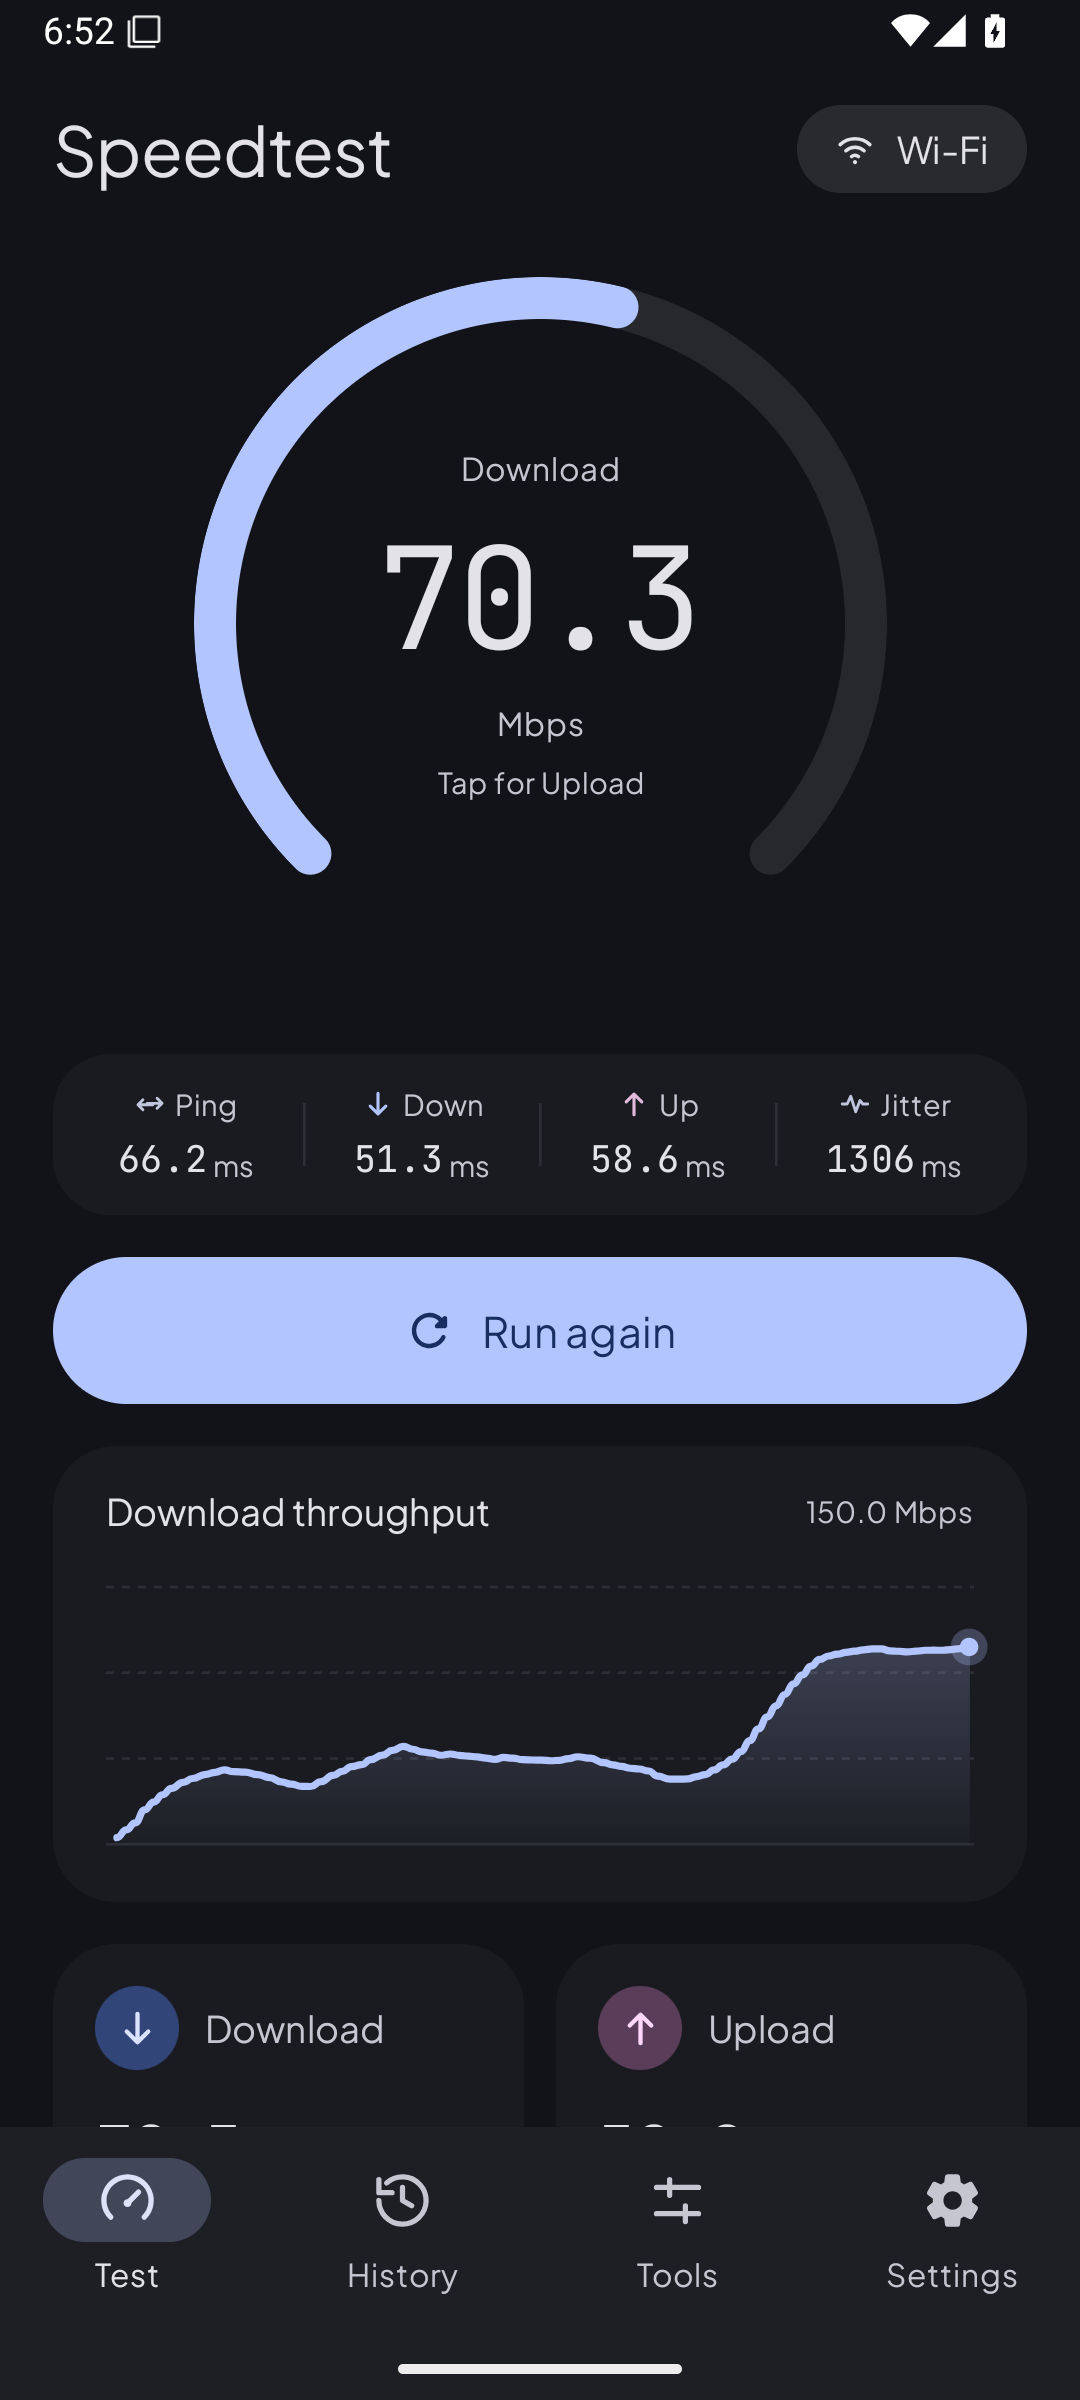 6:52
Speedtest
Wi-Fi
Download
70.3
Mbps
Tap for Upload
Ping
66.2 ms
Down
51.3 ms
Up
58.6 ms
Jitter
1306 ms
Run again
Download throughput
150.0 Mbps
Download
Upload
Test
History
Tools
Settings